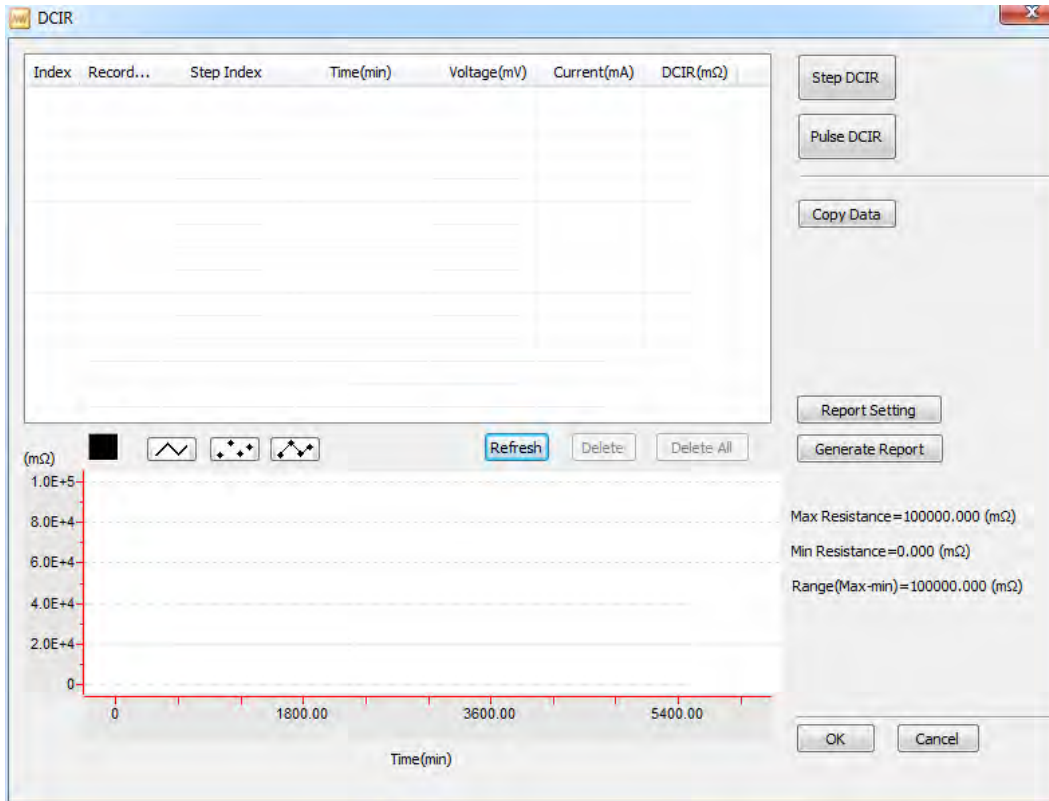 DCIR
Index Record... Step Index Time(min) Voltage(mV) Current(mA) DCIR(mΩ)
Step DCIR
Pulse DCIR
Copy Data
Report Setting
Refresh Delete Delete All Generate Report
(mΩ)
1.0E+5
8.0E+4
6.0E+4
4.0E+4
2.0E+4
0
0 1800.00 3600.00 5400.00
Time(min)
Max Resistance=100000.000 (mΩ)
Min Resistance=0.000 (mΩ)
Range(Max-min)=100000.000 (mΩ)
OK Cancel